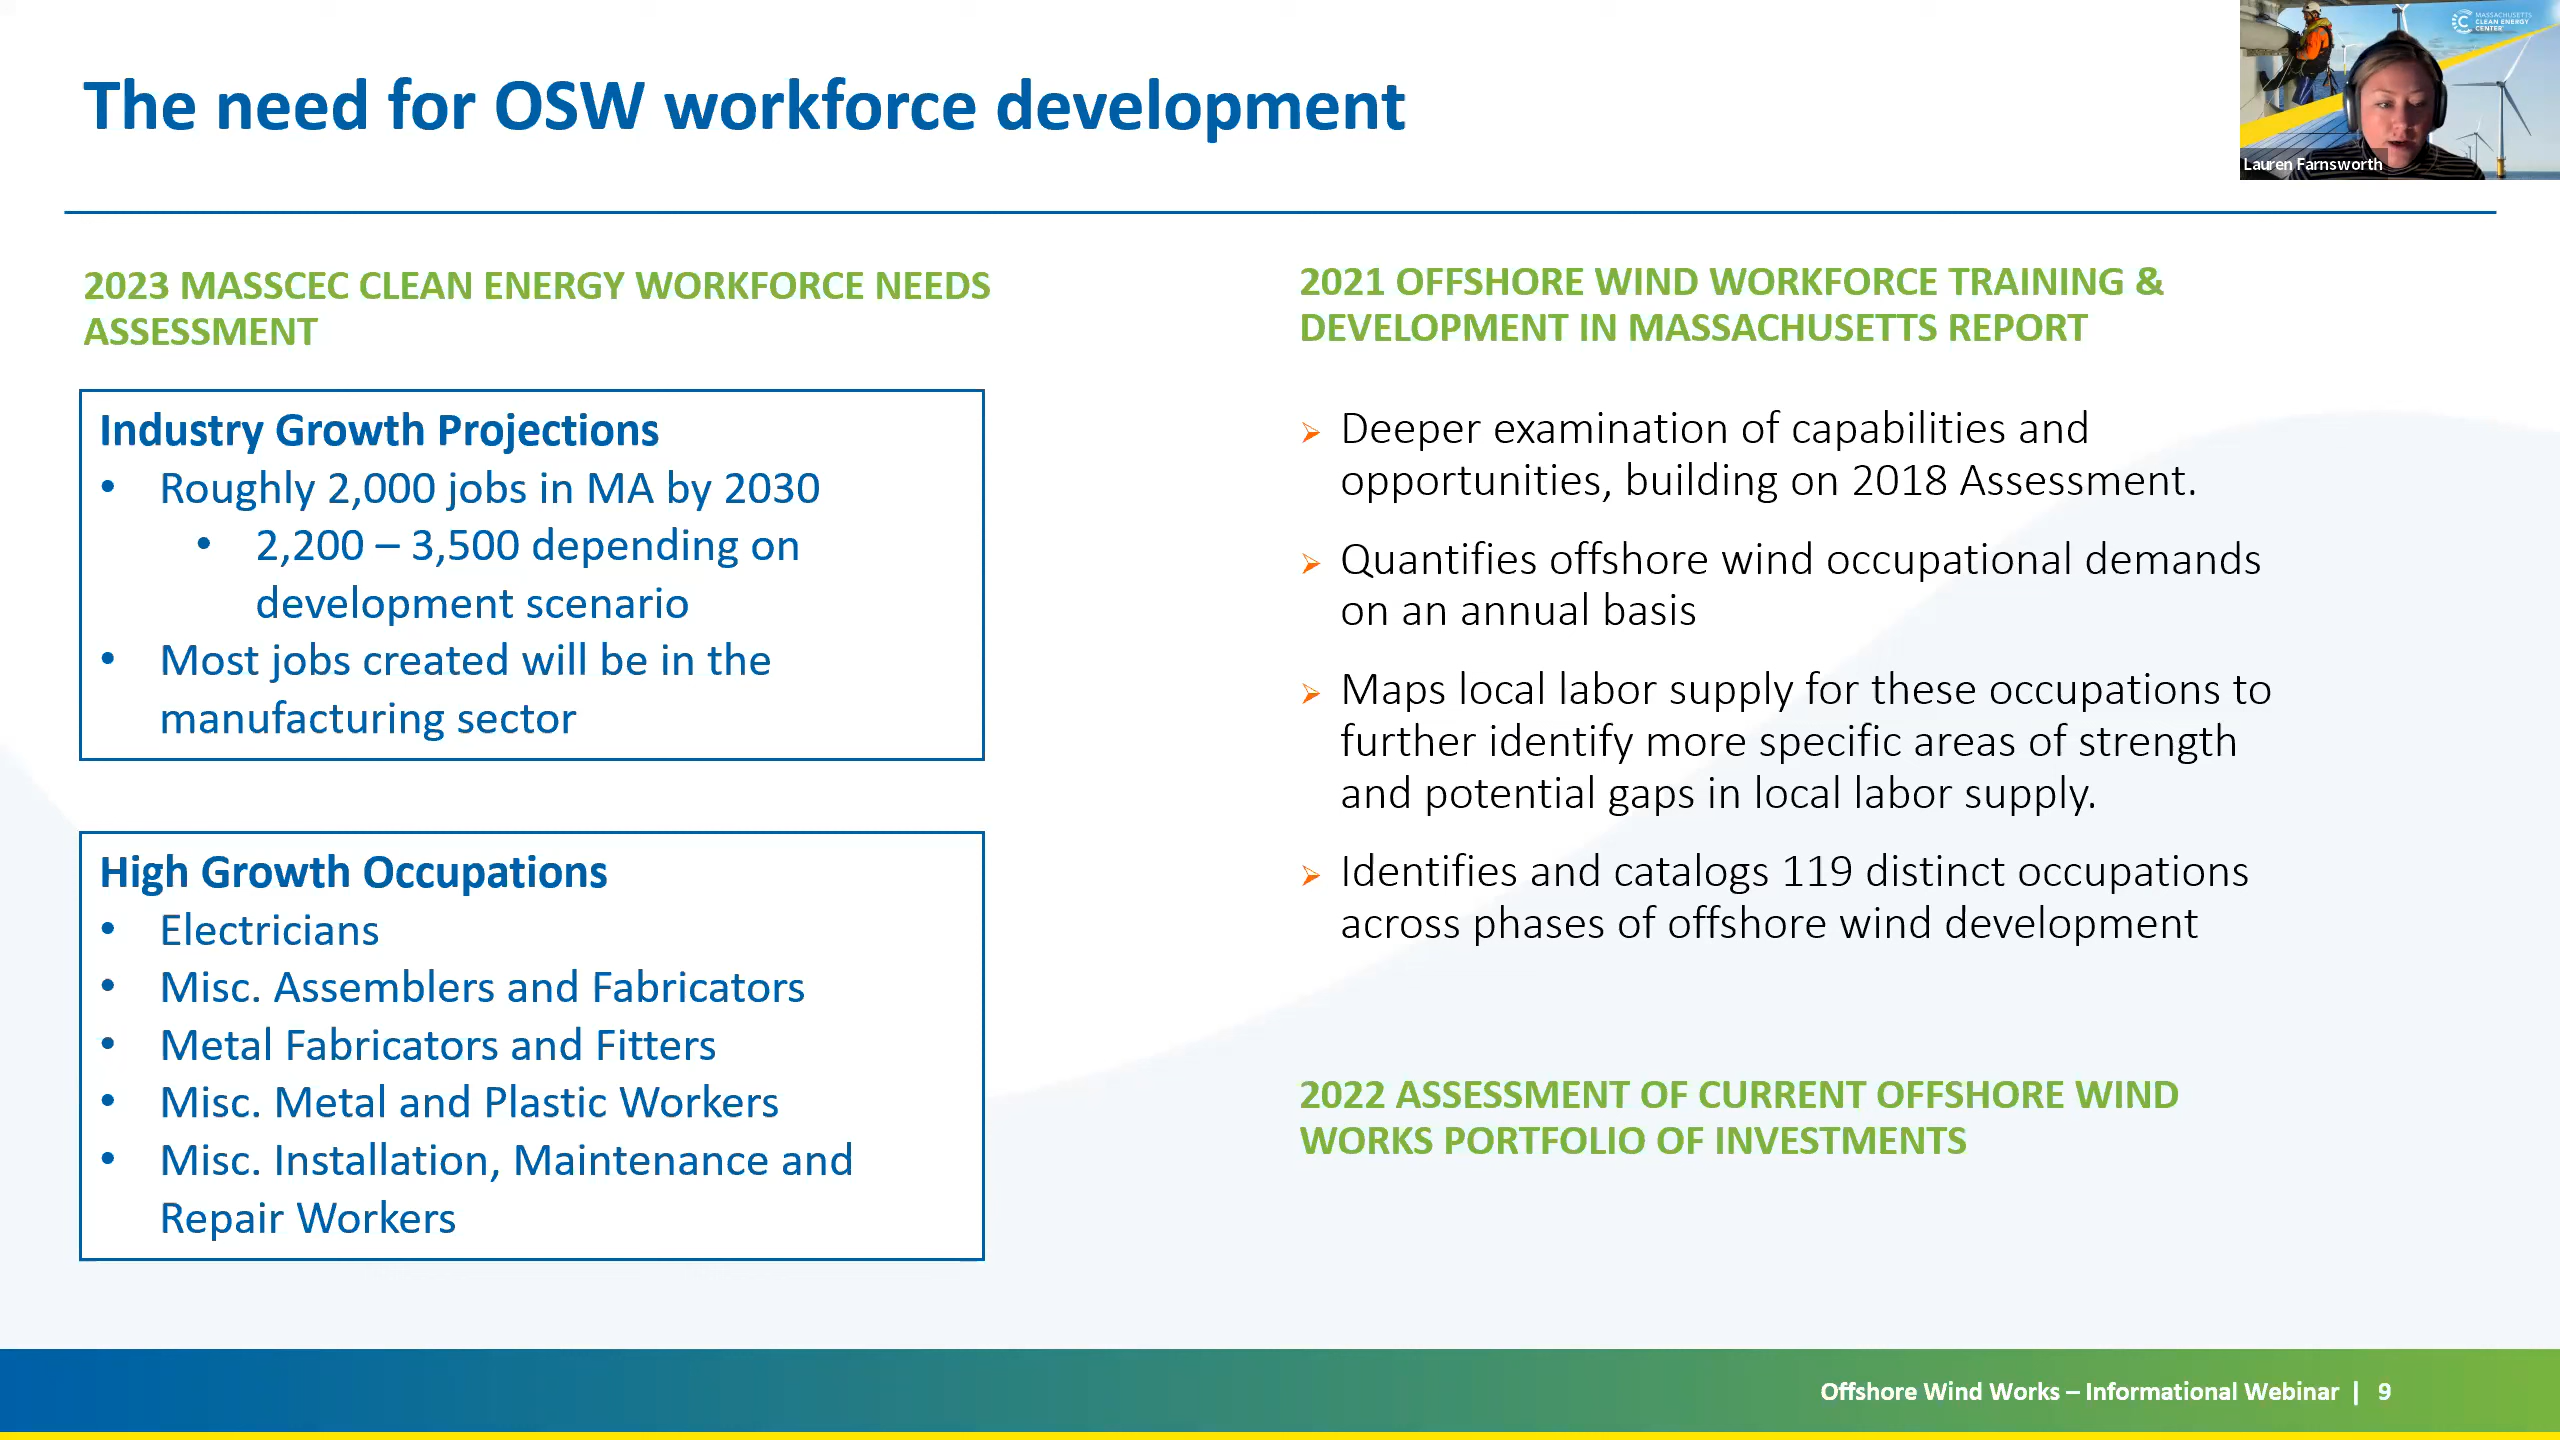 The need for OSW workforce development
MASSACHUSETTS
CLEAN ENERGY
CENTER
Lauren Farnsworth
2023 MASSCEC CLEAN ENERGY WORKFORCE NEEDS
ASSESSMENT
Industry Growth Projections
• Roughly 2,000 jobs in MA by 2030
• 2,200 – 3,500 depending on
development scenario
• Most jobs created will be in the
manufacturing sector
High Growth Occupations
• Electricians
• Misc. Assemblers and Fabricators
• Metal Fabricators and Fitters
• Misc. Metal and Plastic Workers
• Misc. Installation, Maintenance and
Repair Workers
2021 OFFSHORE WIND WORKFORCE TRAINING &
DEVELOPMENT IN MASSACHUSETTS REPORT
➢ Deeper examination of capabilities and
opportunities, building on 2018 Assessment.
➢ Quantifies offshore wind occupational demands
on an annual basis
➢ Maps local labor supply for these occupations to
further identify more specific areas of strength
and potential gaps in local labor supply.
➢ Identifies and catalogs 119 distinct occupations
across phases of offshore wind development
2022 ASSESSMENT OF CURRENT OFFSHORE WIND
WORKS PORTFOLIO OF INVESTMENTS
Offshore Wind Works – Informational Webinar | 9